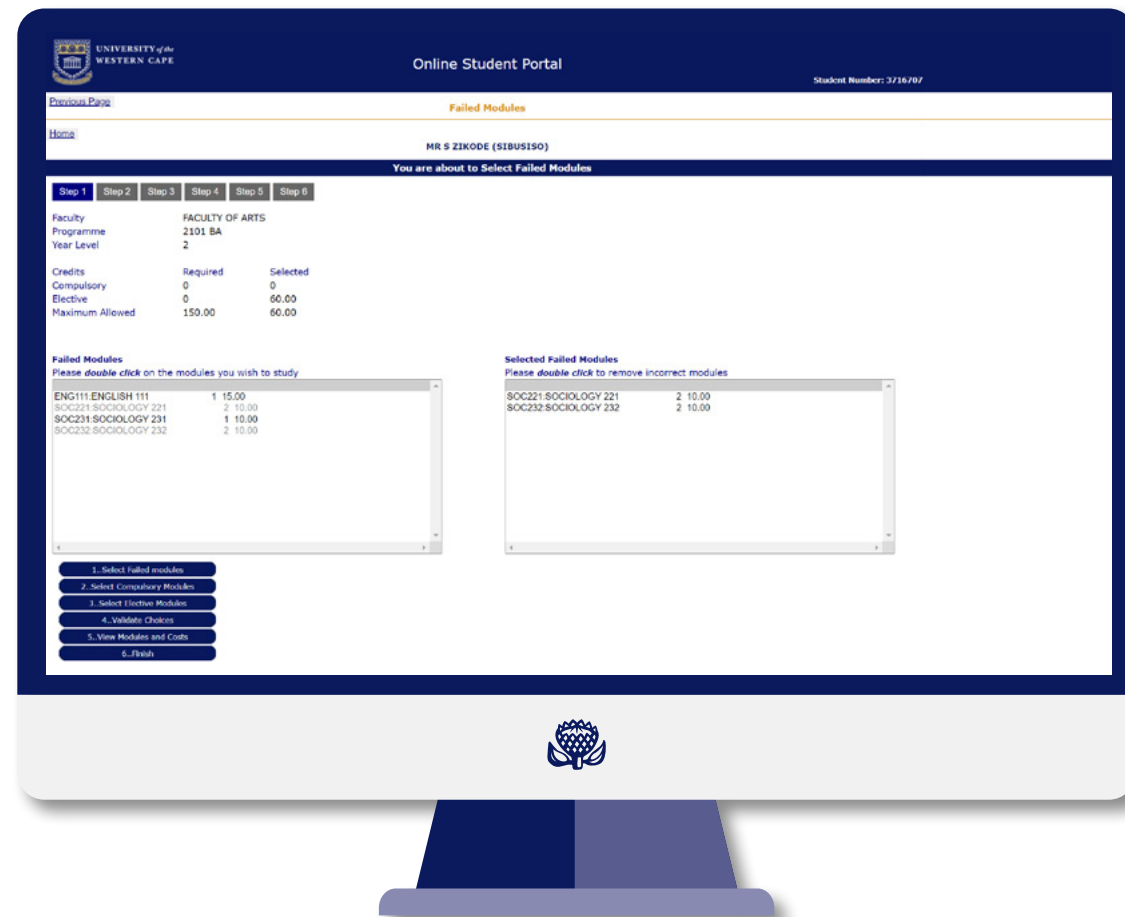 UNIVERSITY of the
WESTERN CAPE
Online Student Portal
Student Number: 3716707
Previous Page
Failed Modules
Home
MR S ZIKODE (SIBUSISO)
You are about to Select Failed Modules
Step 1 Step 2 Step 3 Step 4 Step 5 Step 6
Faculty FACULTY OF ARTS
Programme 2101 BA
Year Level 2
Credits Required Selected
Compulsory 0 0
Elective 0 60.00
Maximum Allowed 150.00 60.00
Failed Modules
Please double click on the modules you wish to study
ENG111:ENGLISH 111 1 15.00
SOC221:SOCIOLOGY 221 2 10.00
SOC231:SOCIOLOGY 231 1 10.00
SOC232:SOCIOLOGY 232 2 10.00
Selected Failed Modules
Please double click to remove incorrect modules
SOC221:SOCIOLOGY 221 2 10.00
SOC232:SOCIOLOGY 232 2 10.00
1..Select Failed modules
2..Select Compulsory Modules
3..Select Elective Modules
4..Validate Choices
5..View Modules and Costs
6..Finish